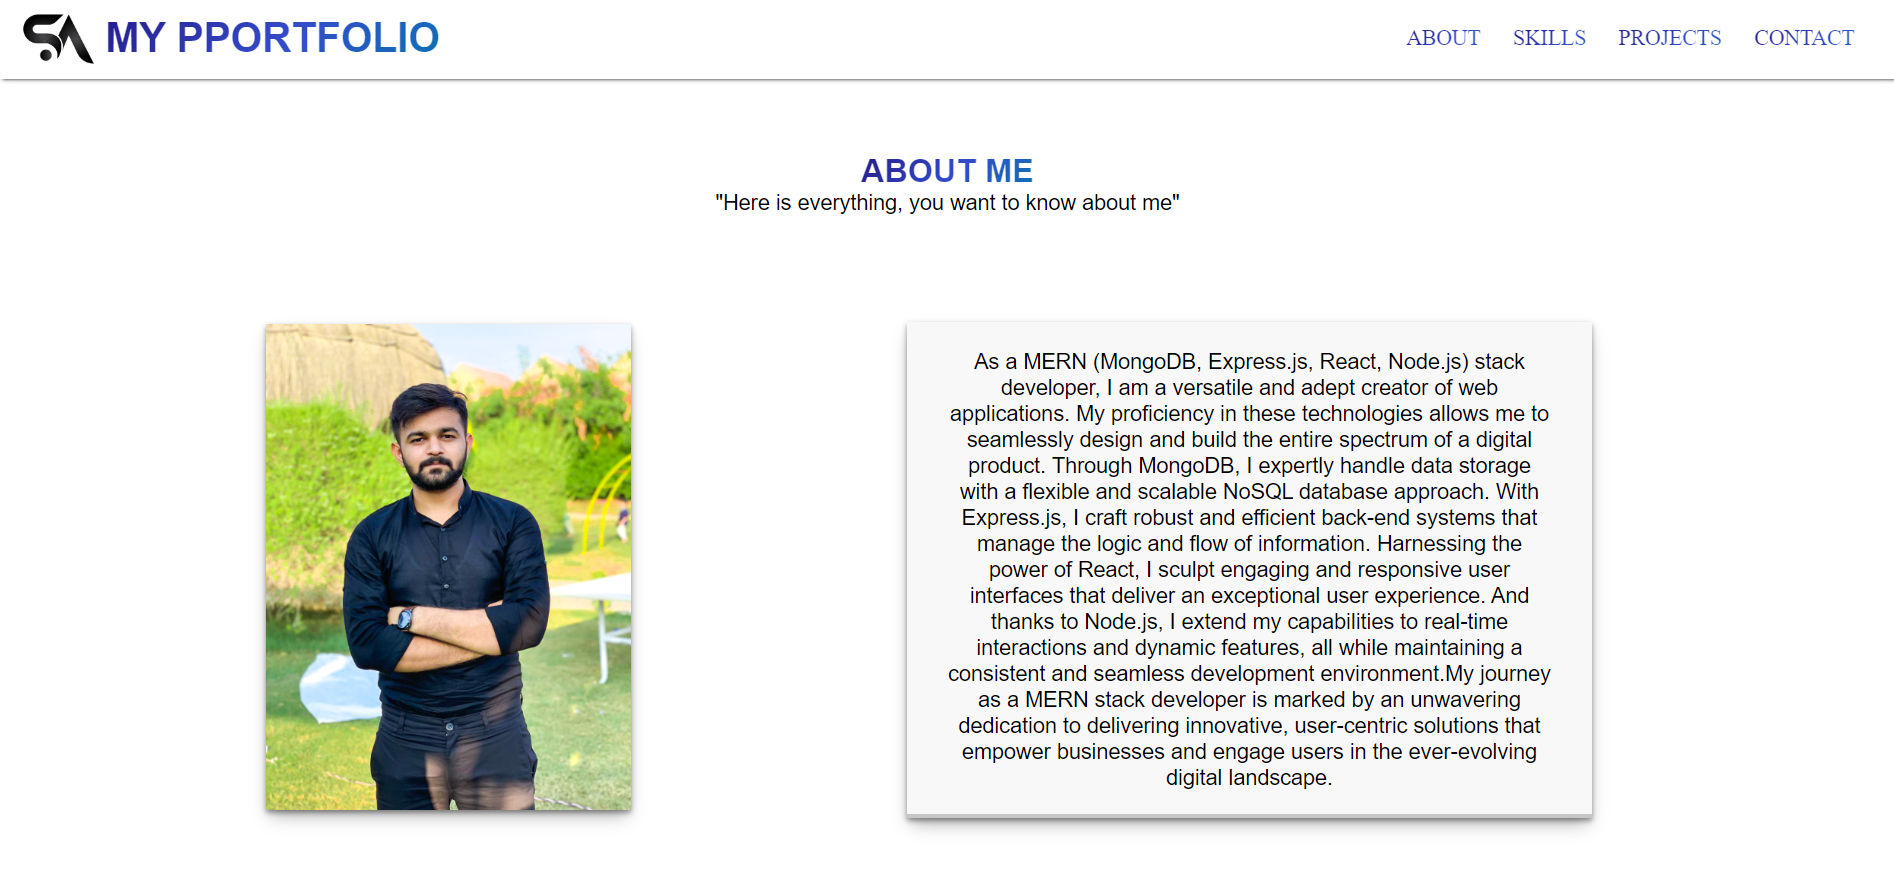 SA
MY PPORTFOLIO
ABOUT
SKILLS
PROJECTS
CONTACT
ABOUT ME
"Here is everything, you want to know about me"
As a MERN (MongoDB, Express.js, React, Node.js) stack
developer, I am a versatile and adept creator of web
applications. My proficiency in these technologies allows me to
seamlessly design and build the entire spectrum of a digital
product. Through MongoDB, I expertly handle data storage
with a flexible and scalable NoSQL database approach. With
Express.js, I craft robust and efficient back-end systems that
manage the logic and flow of information. Harnessing the
power of React, I sculpt engaging and responsive user
interfaces that deliver an exceptional user experience. And
thanks to Node.js, I extend my capabilities to real-time
interactions and dynamic features, all while maintaining a
consistent and seamless development environment.My journey
as a MERN stack developer is marked by an unwavering
dedication to delivering innovative, user-centric solutions that
empower businesses and engage users in the ever-evolving
digital landscape.